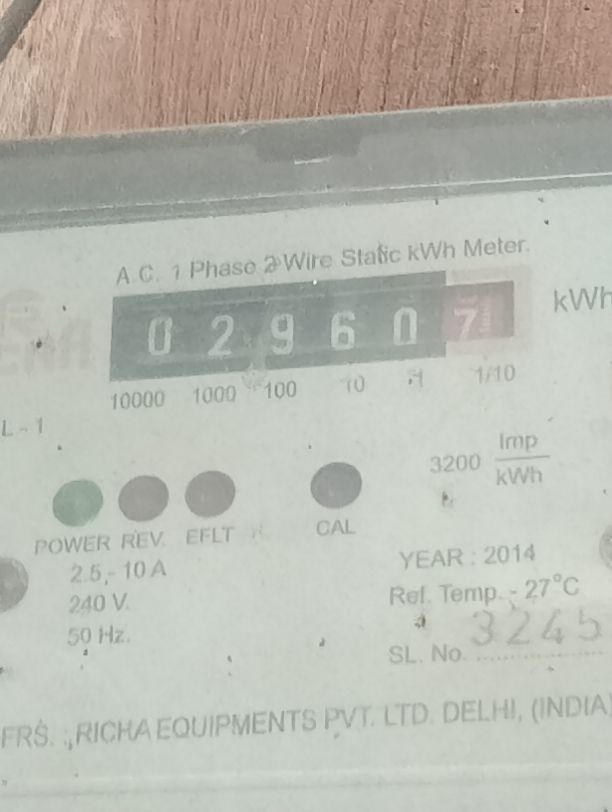 A.C. 1 Phase 2 Wire Static kWh Meter.
0 2 9 6 0 7 kWh
10000 1000 100 10 1 1/10
L - 1
3200 Imp/kWh
POWER REV. EFLT CAL
2.5 - 10 A
240 V.
50 Hz.
YEAR : 2014
Ref. Temp. - 27°C
SL. No. 3245
FRS. : RICHA EQUIPMENTS PVT. LTD. DELHI, (INDIA)